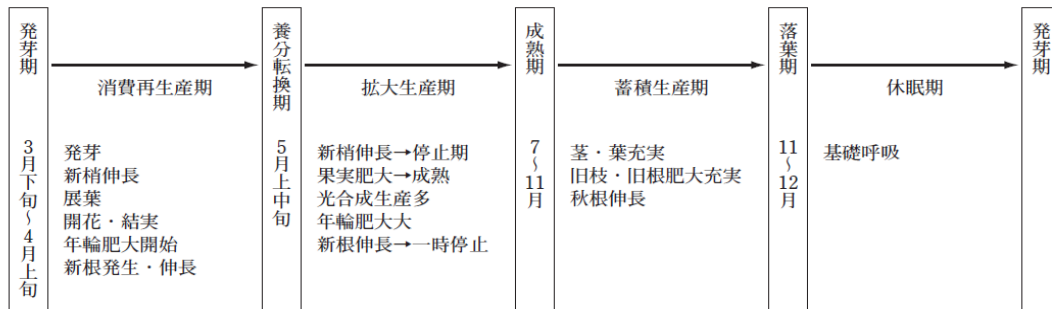 発芽期
3月下旬〜4月上旬
消費再生産期
発芽
新梢伸長
展葉
開花・結実
年輪肥大開始
新根発生・伸長
養分転換期
5月上中旬
拡大生産期
新梢伸長→停止期
果実肥大→成熟
光合成生産多
年輪肥大大
新根伸長→一時停止
成熟期
7〜11月
蓄積生産期
茎・葉充実
旧枝・旧根肥大充実
秋根伸長
落葉期
11〜12月
休眠期
基礎呼吸
発芽期